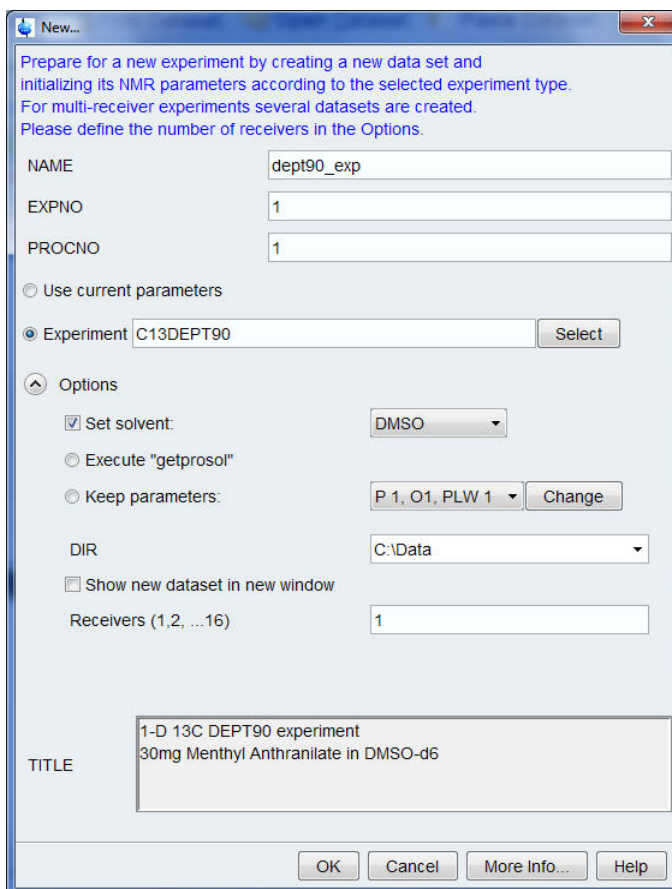 New...
Prepare for a new experiment by creating a new data set and
initializing its NMR parameters according to the selected experiment type.
For multi-receiver experiments several datasets are created.
Please define the number of receivers in the Options.
NAME dept90_exp
EXPNO 1
PROCNO 1
Use current parameters
Experiment C13DEPT90 Select
Options
Set solvent: DMSO
Execute "getprosol"
Keep parameters: P 1, O1, PLW 1 Change
DIR C:\Data
Show new dataset in new window
Receivers (1,2, ...16) 1
1-D 13C DEPT90 experiment
30mg Menthyl Anthranilate in DMSO-d6
TITLE
OK Cancel More Info... Help